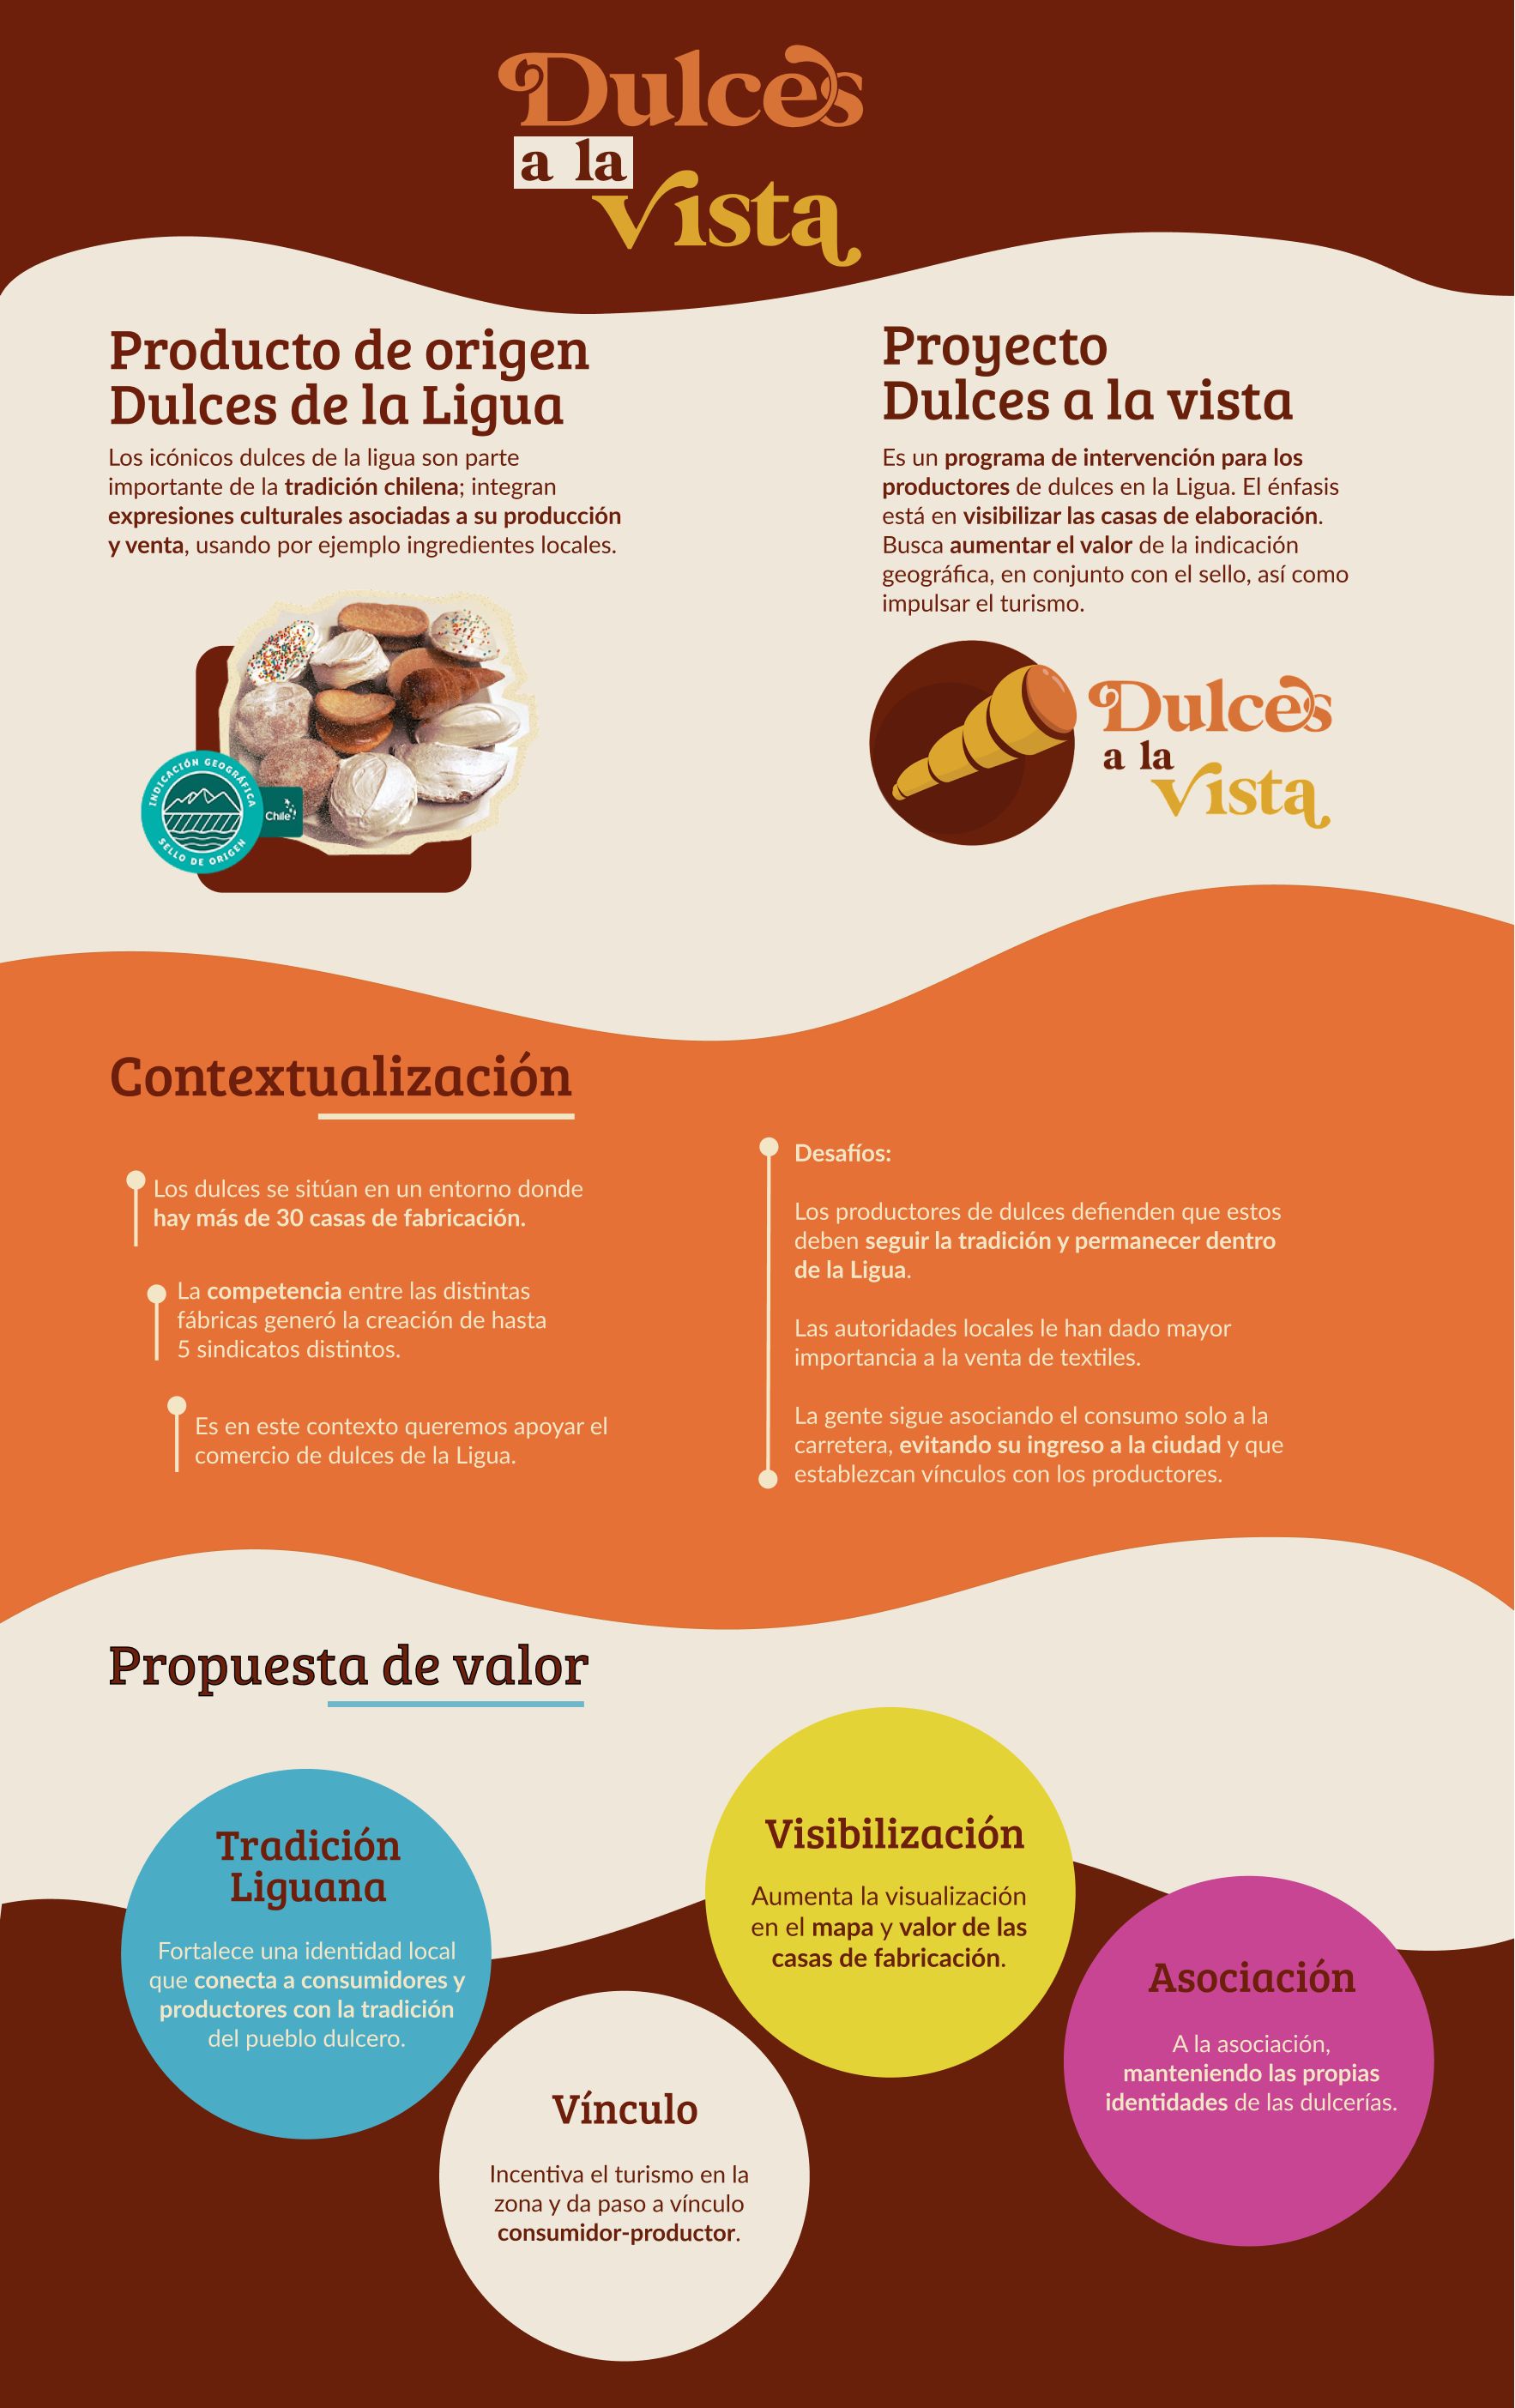 Dulces
a la
vista
Producto de origen
Dulces de la Ligua
Los icónicos dulces de la ligua son parte
importante de la tradición chilena; integran
expresiones culturales asociadas a su producción
y venta, usando por ejemplo ingredientes locales.
INDICACIÓN GEOGRÁFICA
SELLO DE ORIGEN
Chile
Proyecto
Dulces a la vista
Es un programa de intervención para los
productores de dulces en la Ligua. El énfasis
está en visibilizar las casas de elaboración.
Busca aumentar el valor de la indicación
geográfica, en conjunto con el sello, así como
impulsar el turismo.
Dulces
a la
vista
Contextualización
Los dulces se sitúan en un entorno donde
hay más de 30 casas de fabricación.
La competencia entre las distintas
fábricas generó la creación de hasta
5 sindicatos distintos.
Es en este contexto queremos apoyar el
comercio de dulces de la Ligua.
Desafíos:
Los productores de dulces defienden que estos
deben seguir la tradición y permanecer dentro
de la Ligua.
Las autoridades locales le han dado mayor
importancia a la venta de textiles.
La gente sigue asociando el consumo solo a la
carretera, evitando su ingreso a la ciudad y que
establezcan vínculos con los productores.
Propuesta de valor
Tradición
Liguana
Fortalece una identidad local
que conecta a consumidores y
productores con la tradición
del pueblo dulcero.
Vínculo
Incentiva el turismo en la
zona y da paso a vínculo
consumidor-productor.
Visibilización
Aumenta la visualización
en el mapa y valor de las
casas de fabricación.
Asociación
A la asociación,
manteniendo las propias
identidades de las dulcerías.